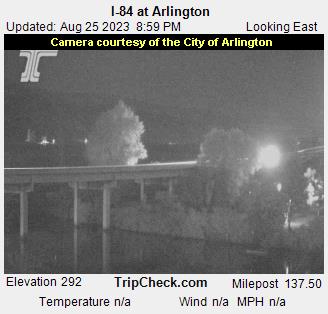 I-84 at Arlington
Updated: Aug 25 2023 8:59 PM Looking East
Camera courtesy of the City of Arlington
Elevation 292 TripCheck.com Milepost 137.50
Temperature n/a Wind n/a MPH n/a